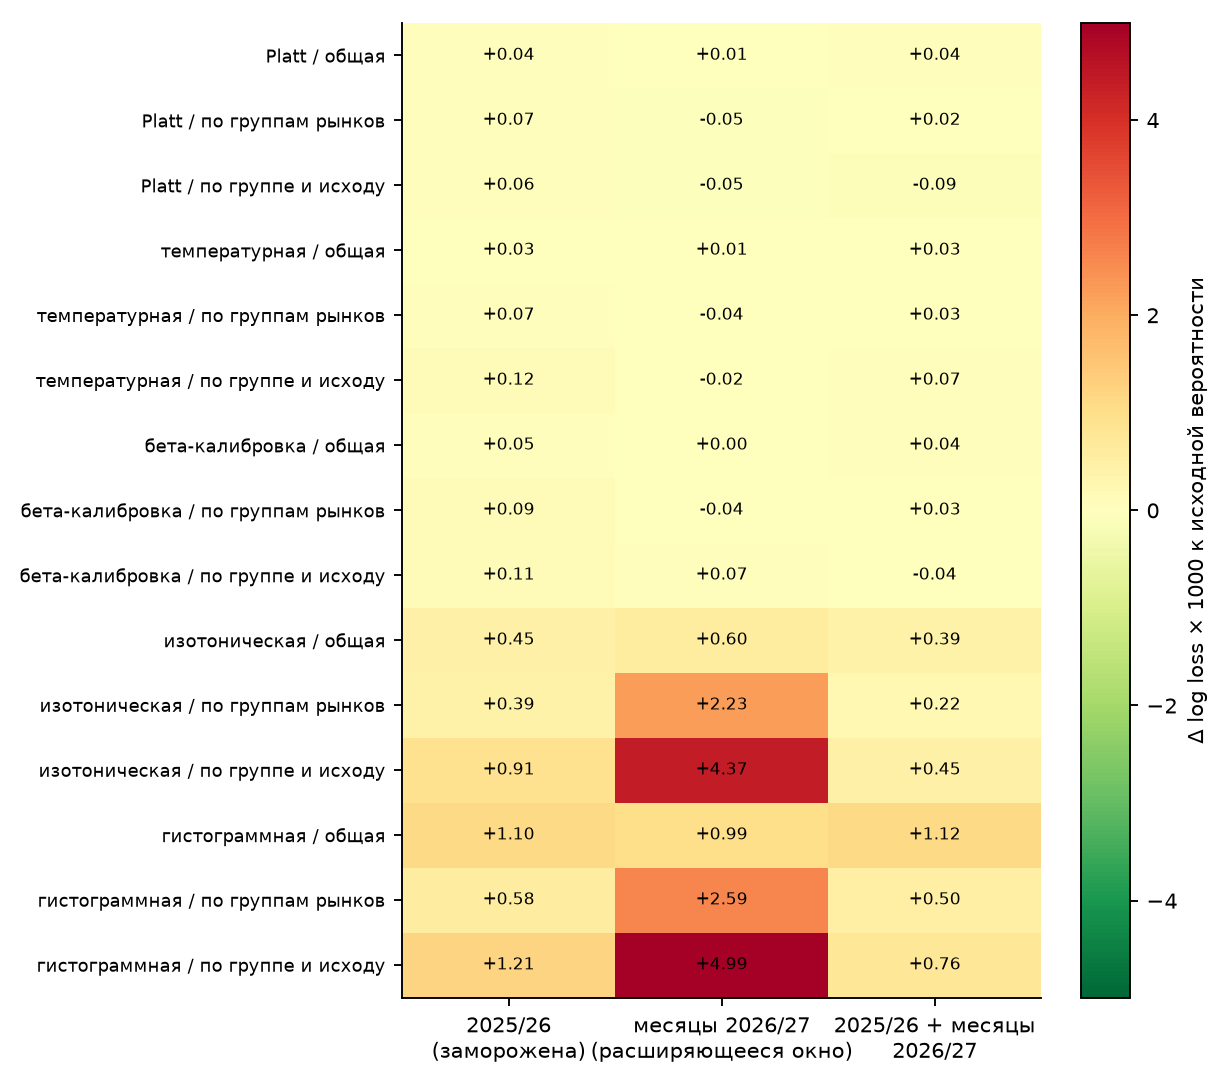 Platt / общая +0.04 +0.01 +0.04
Platt / по группам рынков +0.07 -0.05 +0.02
Platt / по группе и исходу +0.06 -0.05 -0.09
температурная / общая +0.03 +0.01 +0.03
температурная / по группам рынков +0.07 -0.04 +0.03
температурная / по группе и исходу +0.12 -0.02 +0.07
бета-калибровка / общая +0.05 +0.00 +0.04
бета-калибровка / по группам рынков +0.09 -0.04 +0.03
бета-калибровка / по группе и исходу +0.11 +0.07 -0.04
изотоническая / общая +0.45 +0.60 +0.39
изотоническая / по группам рынков +0.39 +2.23 +0.22
изотоническая / по группе и исходу +0.91 +4.37 +0.45
гистограммная / общая +1.10 +0.99 +1.12
гистограммная / по группам рынков +0.58 +2.59 +0.50
гистограммная / по группе и исходу +1.21 +4.99 +0.76
2025/26
(заморожена)
месяцы 2026/27
(расширяющееся окно)
2025/26 + месяцы
2026/27
4
2
0
−2
−4
Δ log loss × 1000 к исходной вероятности